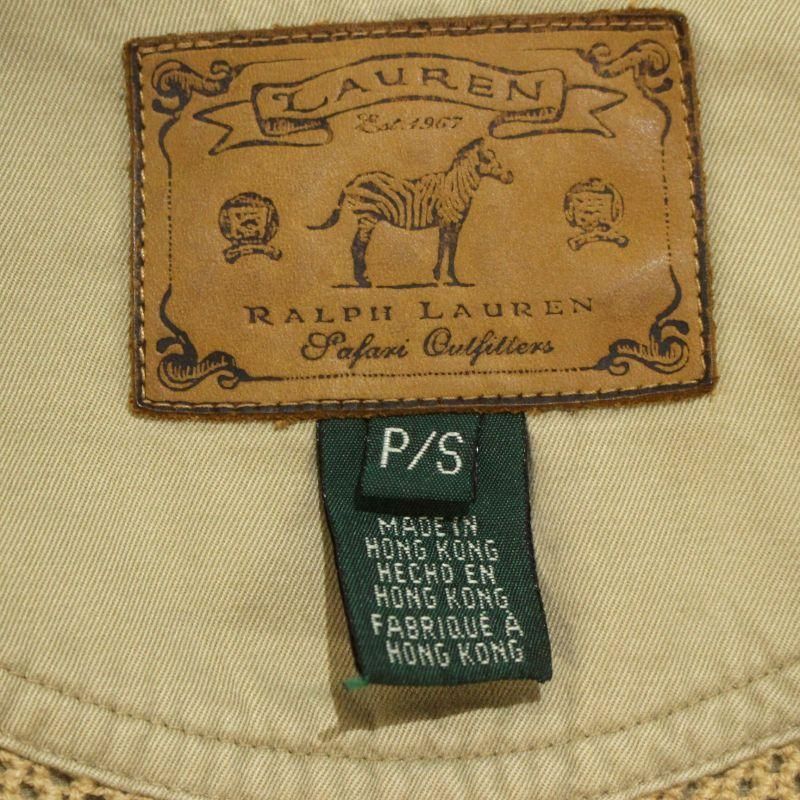 LAUREN
Est. 1967
RALPH LAUREN
Safari Outfitters
P/S
MADE IN
HONG KONG
HECHO EN
HONG KONG
FABRIQUÉ À
HONG KONG